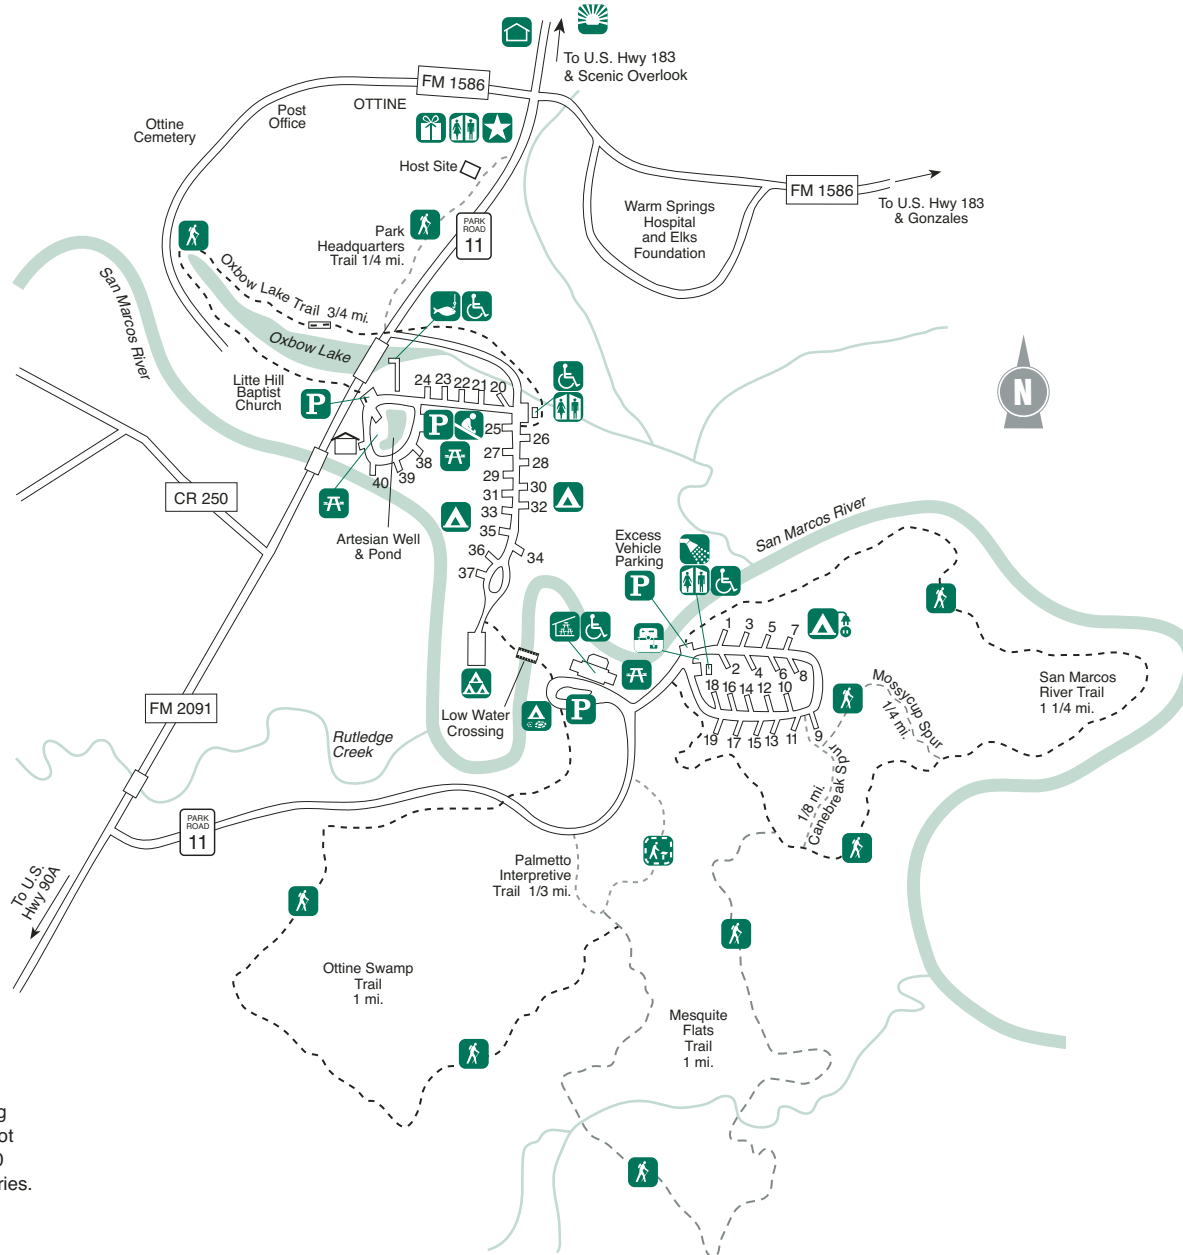 To U.S. Hwy 183
& Scenic Overlook
FM 1586
OTTINE
Post
Office
Ottine
Cemetery
Host Site
FM 1586
To U.S. Hwy 183
& Gonzales
Warm Springs
Hospital
and Elks
Foundation
PARK
ROAD
11
Park
Headquarters
Trail 1/4 mi.
San Marcos River
Oxbow Lake Trail 3/4 mi.
Oxbow Lake
Litte Hill
Baptist
Church
P
24 23 22 21 20
P
25
26
N
27
38
28
39
29
40
30
31
32
33
CR 250
Artesian Well
& Pond
35
34
36
37
Excess
Vehicle
Parking
P
San Marcos River
1 3 5 7
2 4 6 8
18 16 14 12 10
19 17 15 13 11 9
San Marcos
River Trail
1 1/4 mi.
Mossycup Spur
1/4 mi.
Canebreak Spur
1/8 mi.
FM 2091
Low Water
Crossing
P
Rutledge
Creek
PARK
ROAD
11
To U.S.
Hwy 90A
Palmetto
Interpretive
Trail 1/3 mi.
Ottine Swamp
Trail
1 mi.
Mesquite
Flats
Trail
1 mi.
g
ot
0
ries.